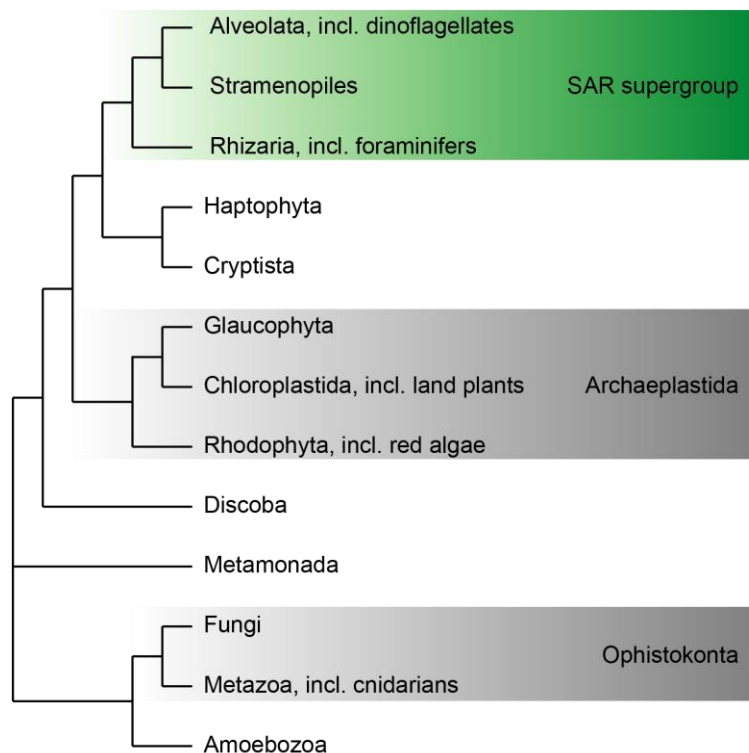 Alveolata, incl. dinoflagellates
Stramenopiles
SAR supergroup
Rhizaria, incl. foraminifers
Haptophyta
Cryptista
Glaucophyta
Chloroplastida, incl. land plants
Archaeplastida
Rhodophyta, incl. red algae
Discoba
Metamonada
Fungi
Ophistokonta
Metazoa, incl. cnidarians
Amoebozoa